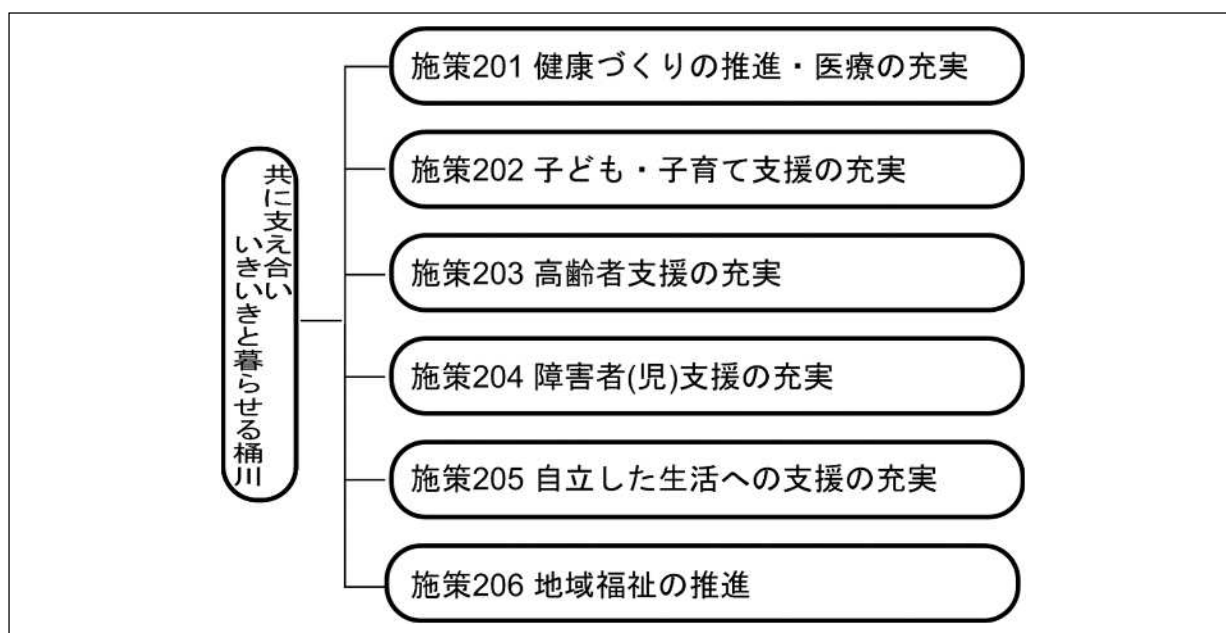 共に支え合い
いきいきと暮らせる桶川
施策201 健康づくりの推進・医療の充実
施策202 子ども・子育て支援の充実
施策203 高齢者支援の充実
施策204 障害者(児)支援の充実
施策205 自立した生活への支援の充実
施策206 地域福祉の推進